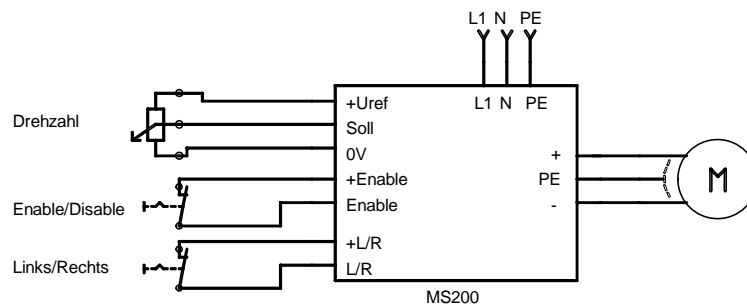 L1 N PE
L1 N PE
Drehzahl
+Uref
Soll
0V
+
PE
-
M
Enable/Disable
+Enable
Enable
Links/Rechts
+L/R
L/R
MS200